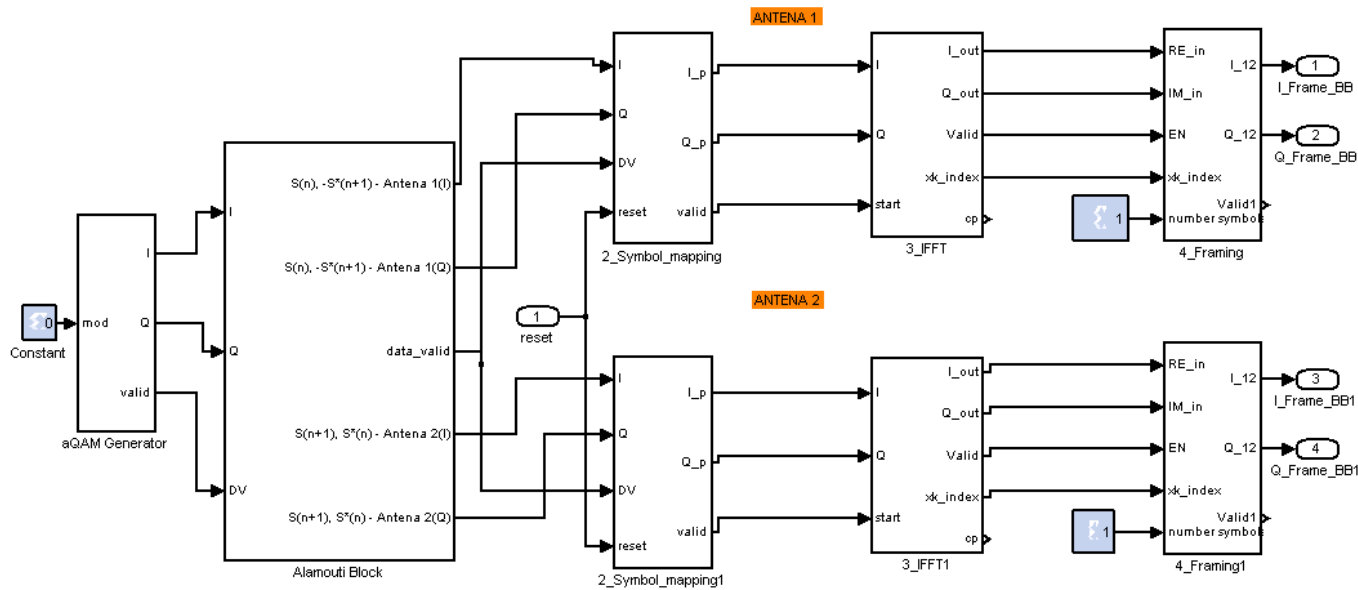 ANTENA 1
I
Q
DV
reset
I_p
Q_p
valid
2_Symbol_mapping
I
Q
start
I_out
Q_out
Valid
xk_index
cp
3_IFFT
RE_in
IM_in
EN
xk_index
number symbols
I_12
Q_12
Valid1
4_Framing
1
1
I_Frame_BB
2
Q_Frame_BB
0
Constant
mod
I
Q
valid
aQAM Generator
I
Q
DV
S(n), -S*(n+1) - Antena 1(I)
S(n), -S*(n+1) - Antena 1(Q)
data_valid
S(n+1), S*(n) - Antena 2(I)
S(n+1), S*(n) - Antena 2(Q)
Alamouti Block
1
reset
ANTENA 2
I
Q
DV
reset
I_p
Q_p
valid
2_Symbol_mapping1
I
Q
start
I_out
Q_out
Valid
xk_index
cp
3_IFFT1
RE_in
IM_in
EN
xk_index
number symbols
I_12
Q_12
Valid1
4_Framing1
1
3
I_Frame_BB1
4
Q_Frame_BB1